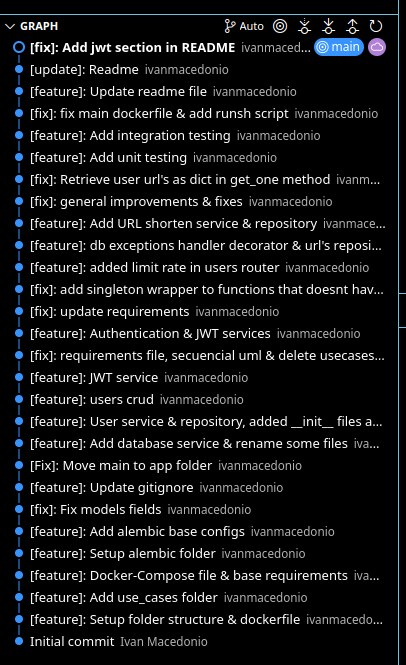 GRAPH Auto
[fix]: Add jwt section in README ivanmaced... main
[update]: Readme ivanmacedonio
[feature]: Update readme file ivanmacedonio
[fix]: fix main dockerfile & add runsh script ivanmacedonio
[feature]: Add integration testing ivanmacedonio
[feature]: Add unit testing ivanmacedonio
[fix]: Retrieve user url's as dict in get_one method ivanm...
[fix]: general improvements & fixes ivanmacedonio
[feature]: Add URL shorten service & repository ivanmace...
[feature]: db exceptions handler decorator & url's reposi...
[feature]: added limit rate in users router ivanmacedonio
[fix]: add singleton wrapper to functions that doesnt hav...
[fix]: update requirements ivanmacedonio
[feature]: Authentication & JWT services ivanmacedonio
[fix]: requirements file, secuencial uml & delete usecases...
[feature]: JWT service ivanmacedonio
[feature]: users crud ivanmacedonio
[feature]: User service & repository, added __init__ files a...
[feature]: Add database service & rename some files iva...
[Fix]: Move main to app folder ivanmacedonio
[feature]: Update gitignore ivanmacedonio
[fix]: Fix models fields ivanmacedonio
[feature]: Add alembic base configs ivanmacedonio
[feature]: Setup alembic folder ivanmacedonio
[feature]: Docker-Compose file & base requirements iva...
[feature]: Add use_cases folder ivanmacedonio
[feature]: Setup folder structure & dockerfile ivanmacedo...
Initial commit Ivan Macedonio